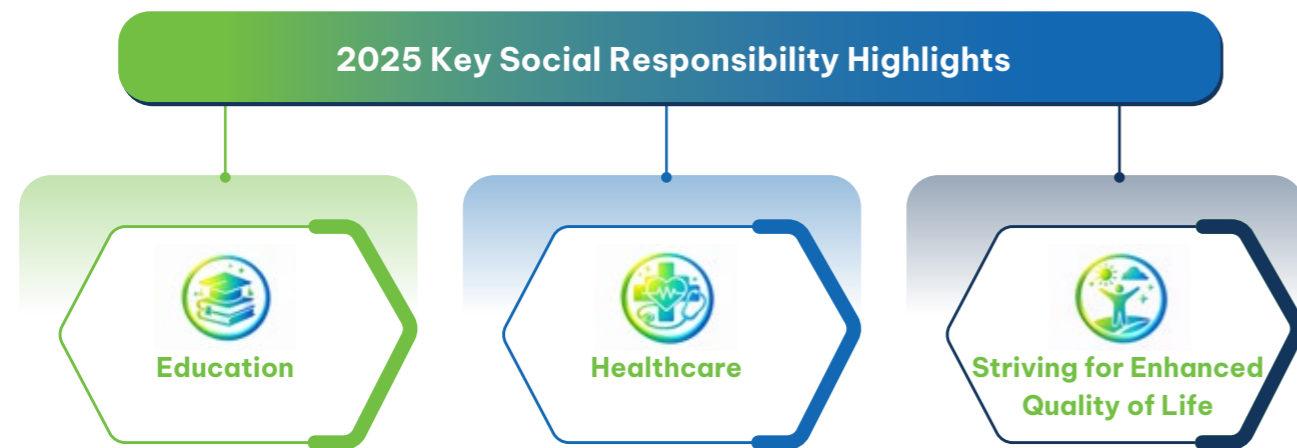 2025 Key Social Responsibility Highlights
Education
Healthcare
Striving for Enhanced
Quality of Life